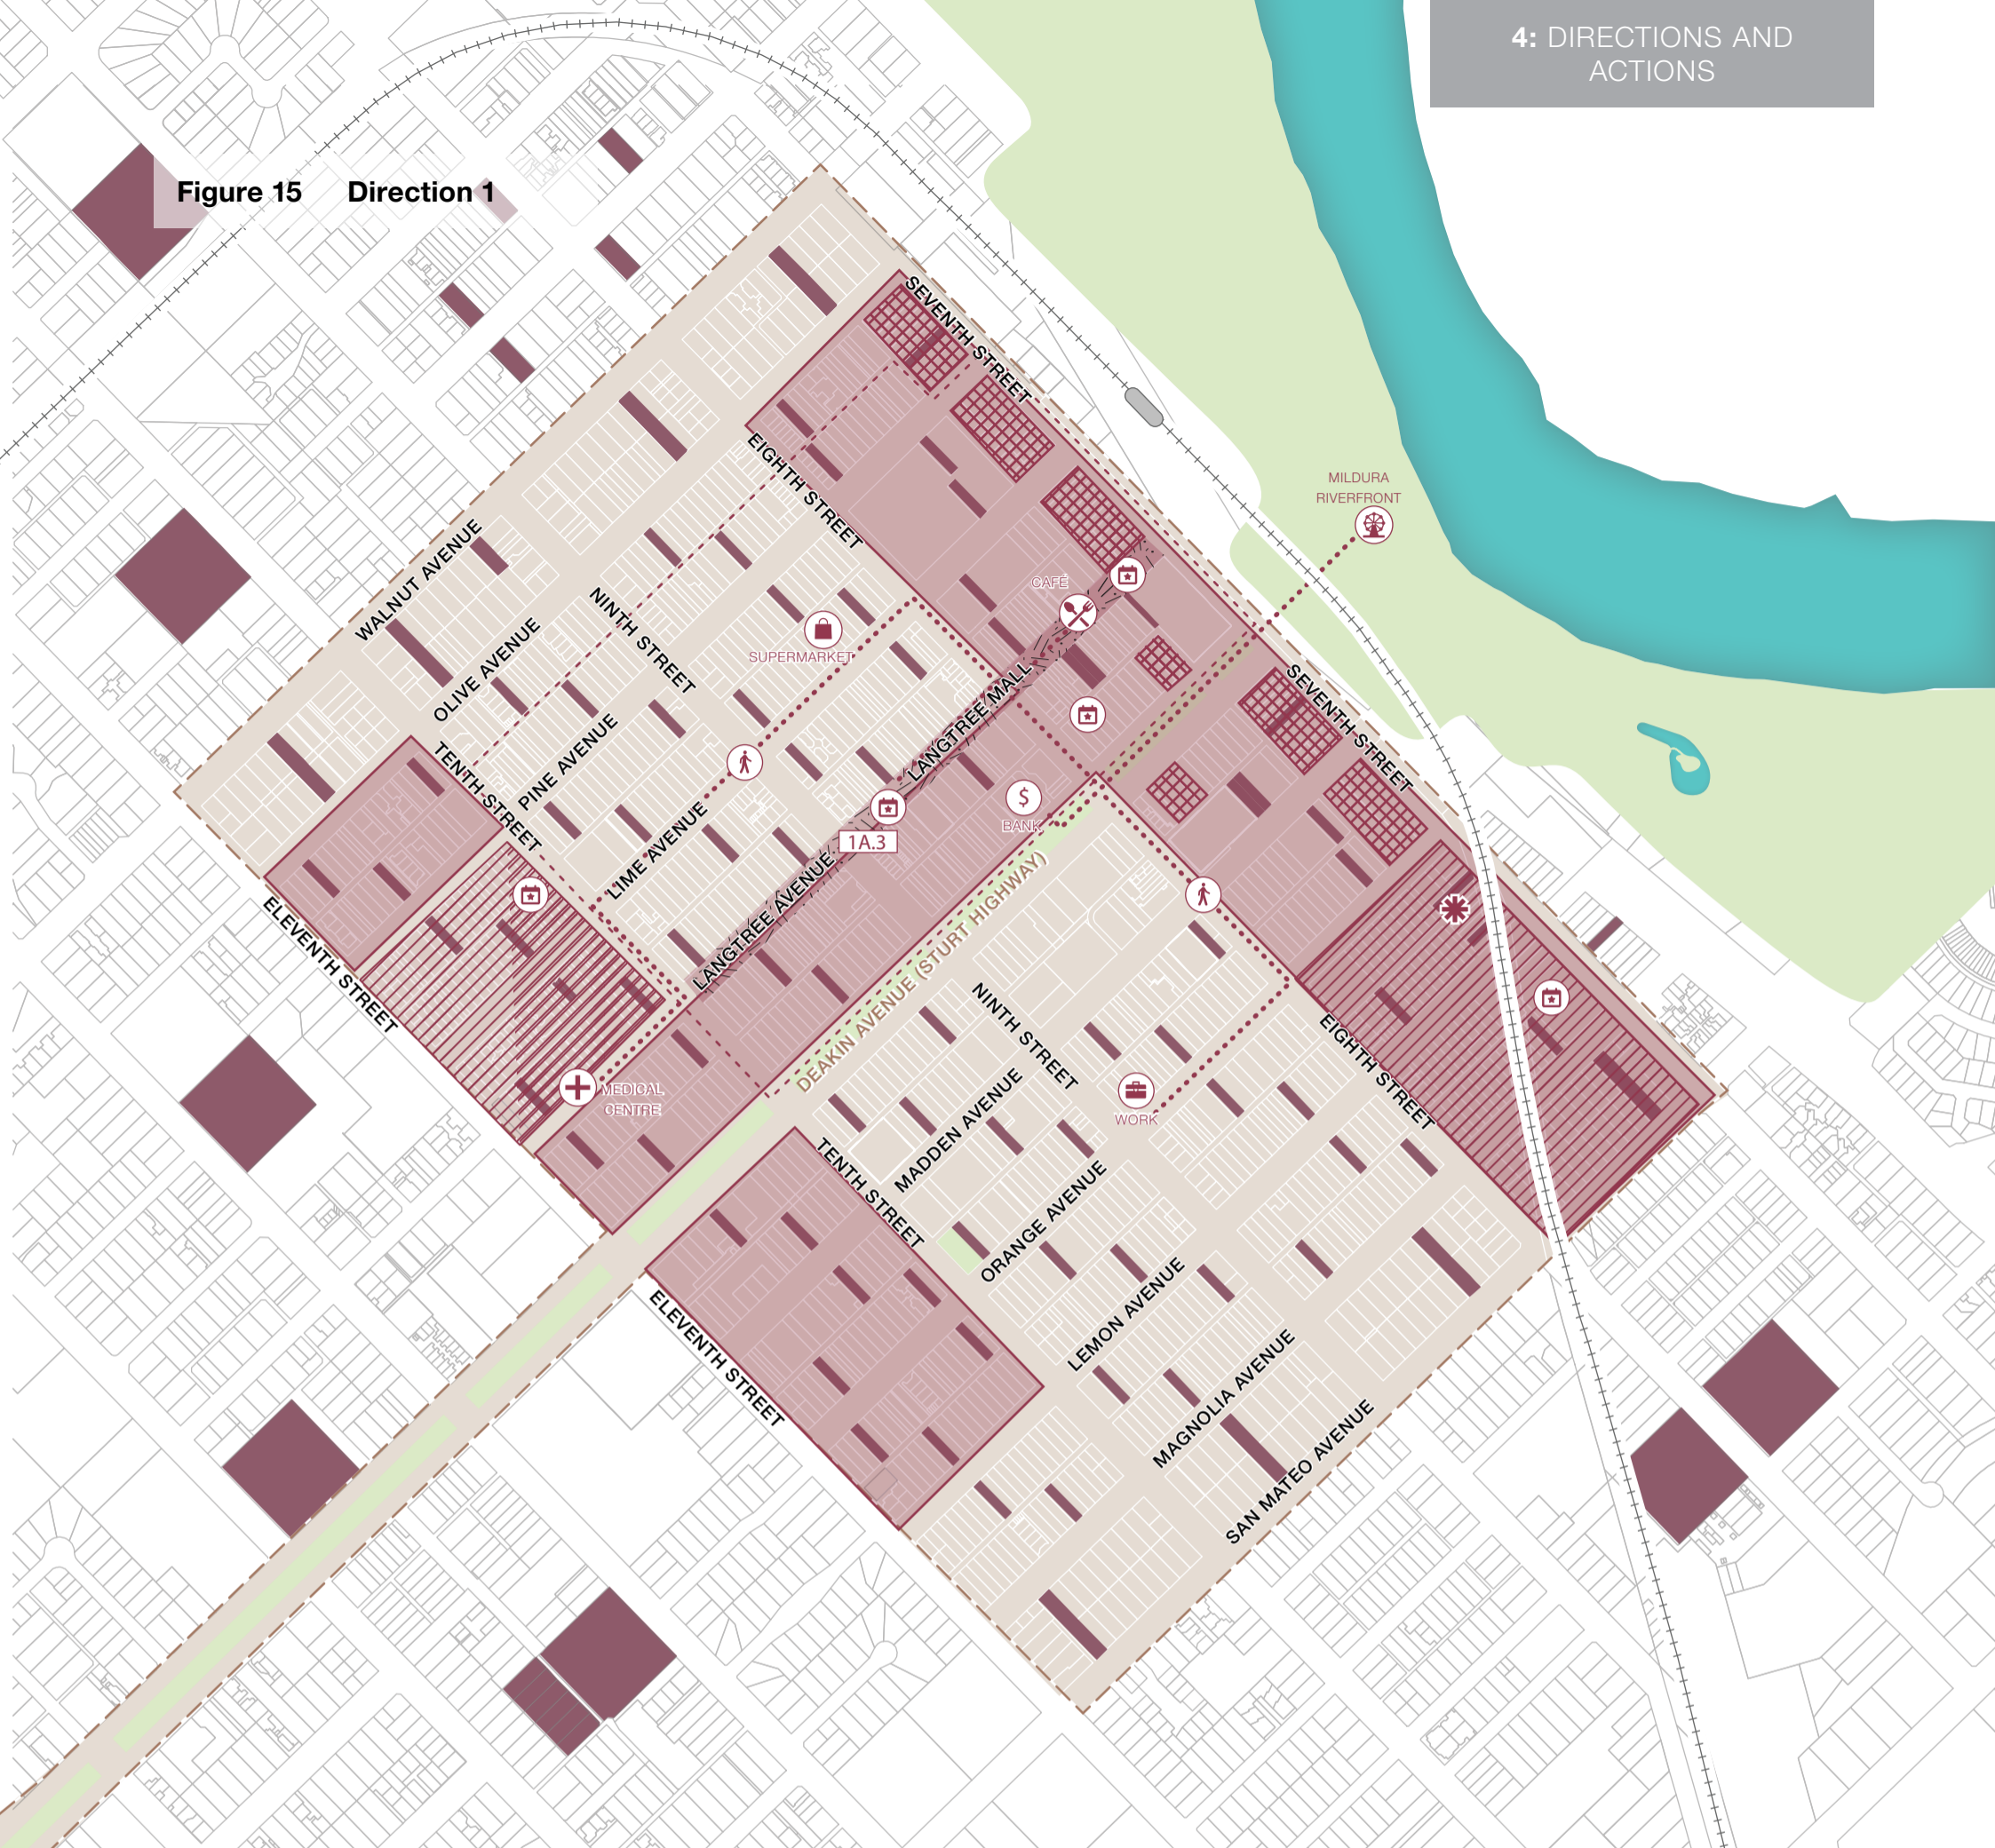 4: DIRECTIONS AND
ACTIONS
Figure 15 Direction 1
SEVENTH STREET
EIGHTH STREET
MILDURA
RIVERFRONT
WALNUT AVENUE
CAFE
NINTH STREET
OLIVE AVENUE
SUPERMARKET
LANGTREE MALL
SEVENTH STREET
TENTH STREET
PINE AVENUE
$
BANK
1A.3
LIME AVENUE
LANGTREE AVENUE
DEAKIN AVENUE (STURT HIGHWAY)
ELEVENTH STREET
NINTH STREET
EIGHTH STREET
MEDICAL
CENTRE
WORK
MADDEN AVENUE
TENTH STREET
ORANGE AVENUE
LEMON AVENUE
ELEVENTH STREET
MAGNOLIA AVENUE
SAN MATEO AVENUE